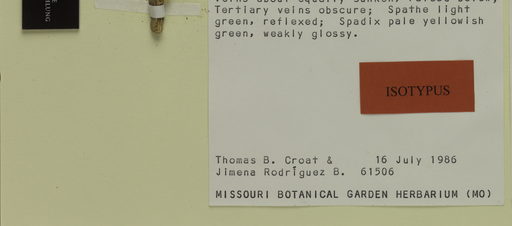 Tertiary veins obscure; Spathe light
green, reflexed; Spadix pale yellowish
green, weakly glossy.
ISOTYPUS
Thomas B. Croat & 16 July 1986
Jimena Rodríguez B. 61506
MISSOURI BOTANICAL GARDEN HERBARIUM (MO)